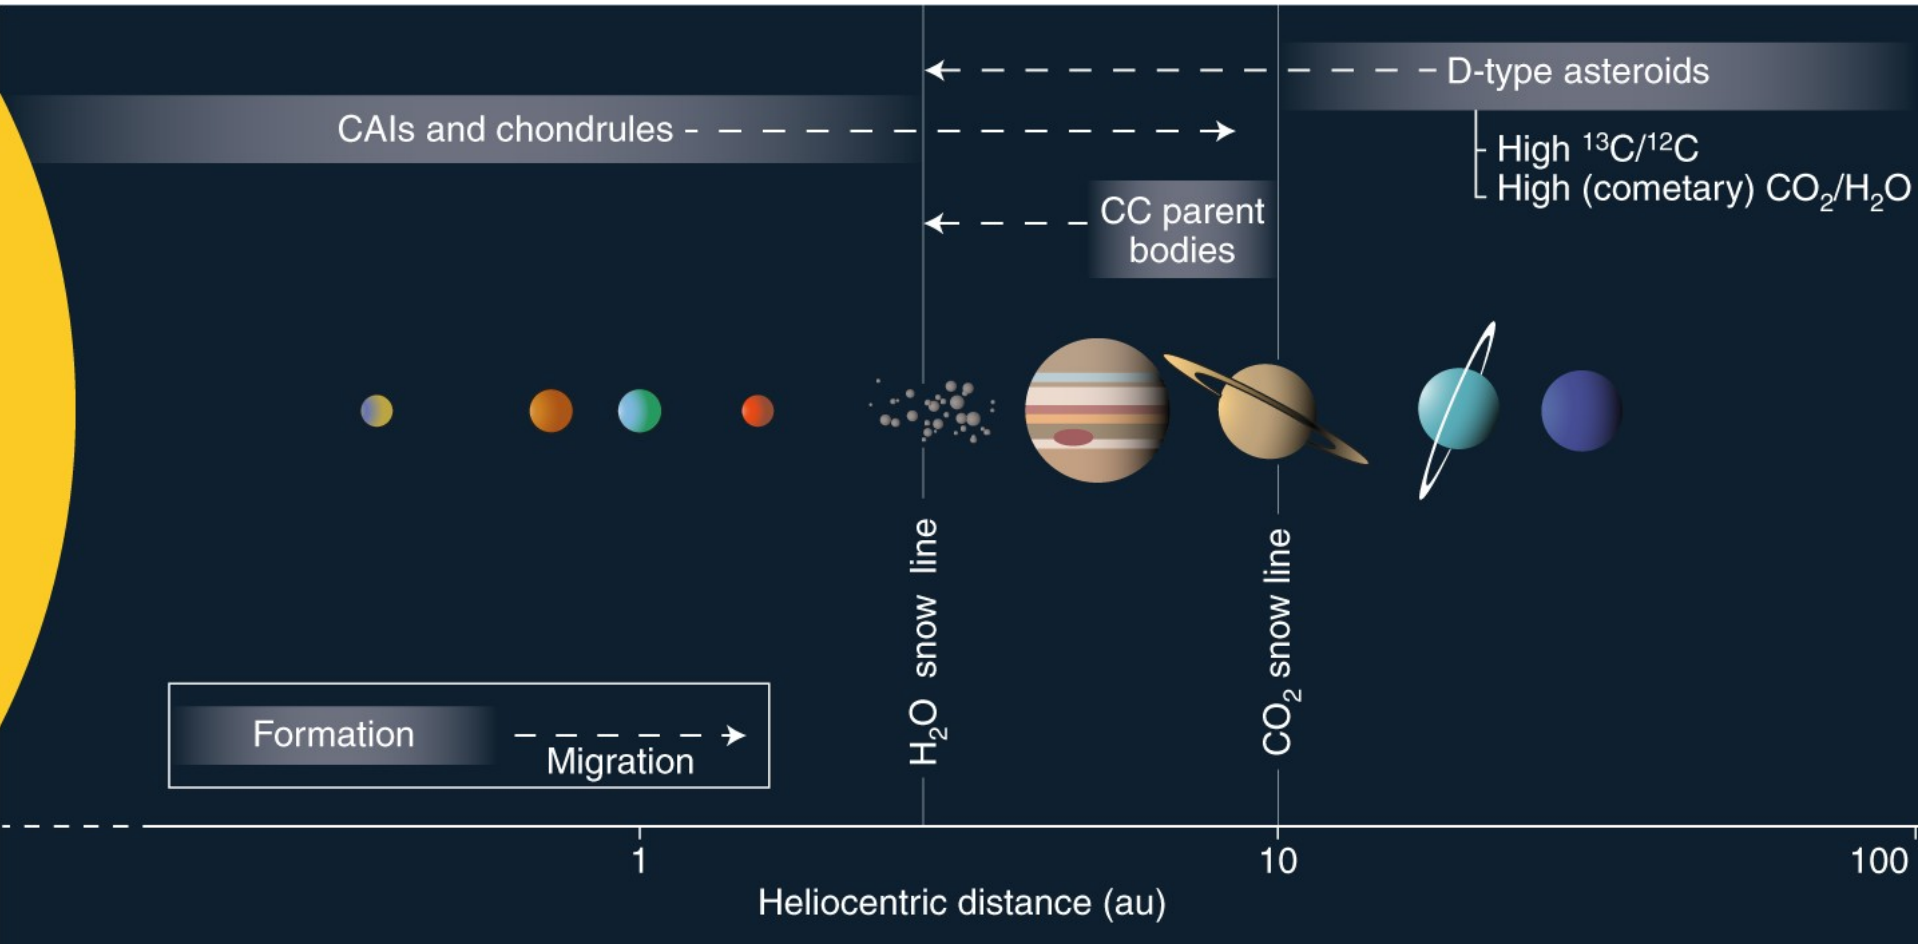 D-type asteroids
CAIs and chondrules
High ¹³C/¹²C
High (cometary) CO₂/H₂O
CC parent
bodies
H₂O snow line
CO₂ snow line
Formation
Migration
1
10
100
Heliocentric distance (au)